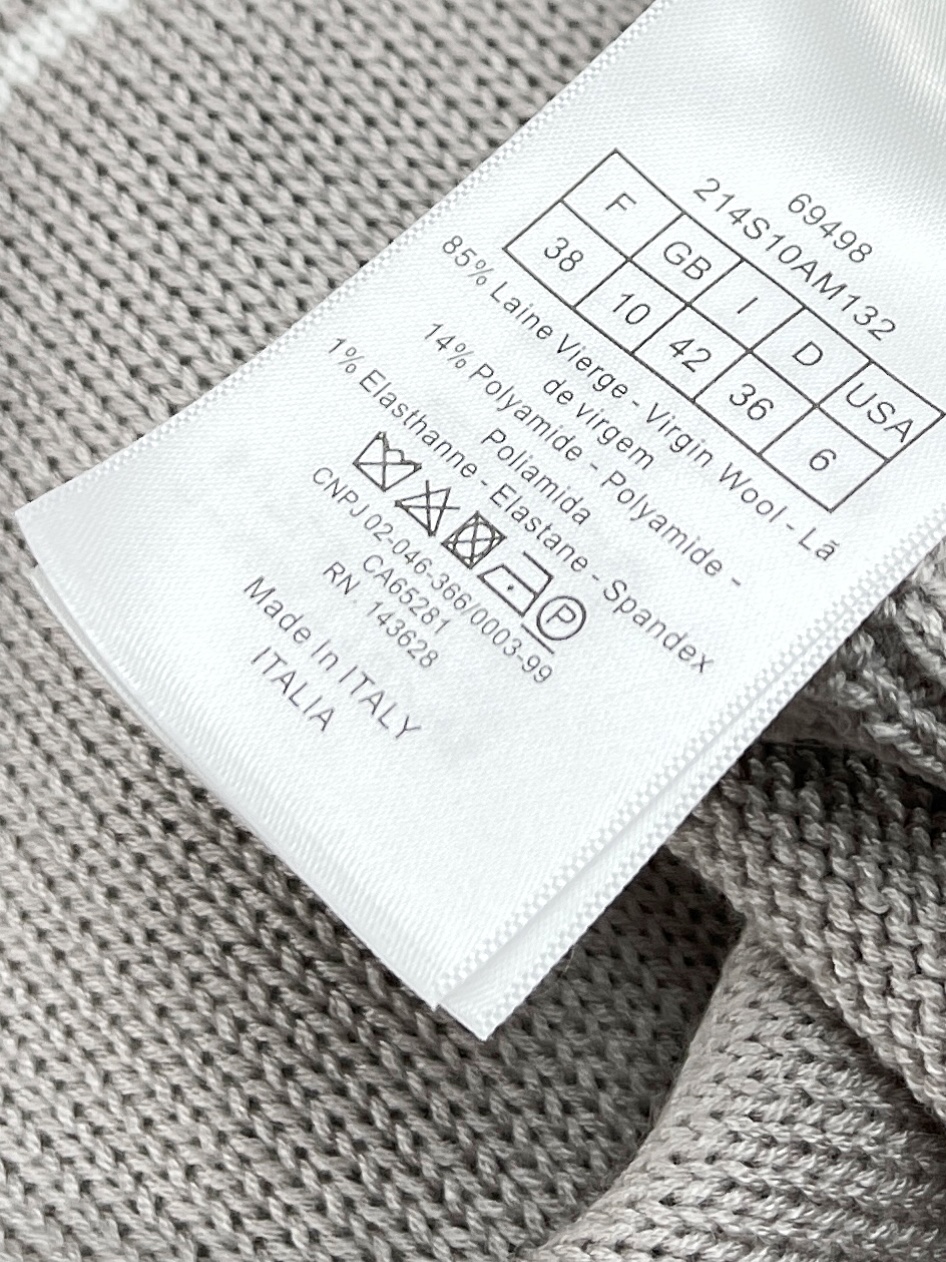 69498
214S10AM132
F GB I D USA
38 10 42 36 6
85% Laine Vierge - Virgin Wool - Lã
de virgem
14% Polyamide - Polyamide -
Poliamida
1% Elasthanne - Elastane - Spandex
P
CNPJ 02-046-366/0003-99
CA65281
RN. 143628
Made In ITALY
ITALIA